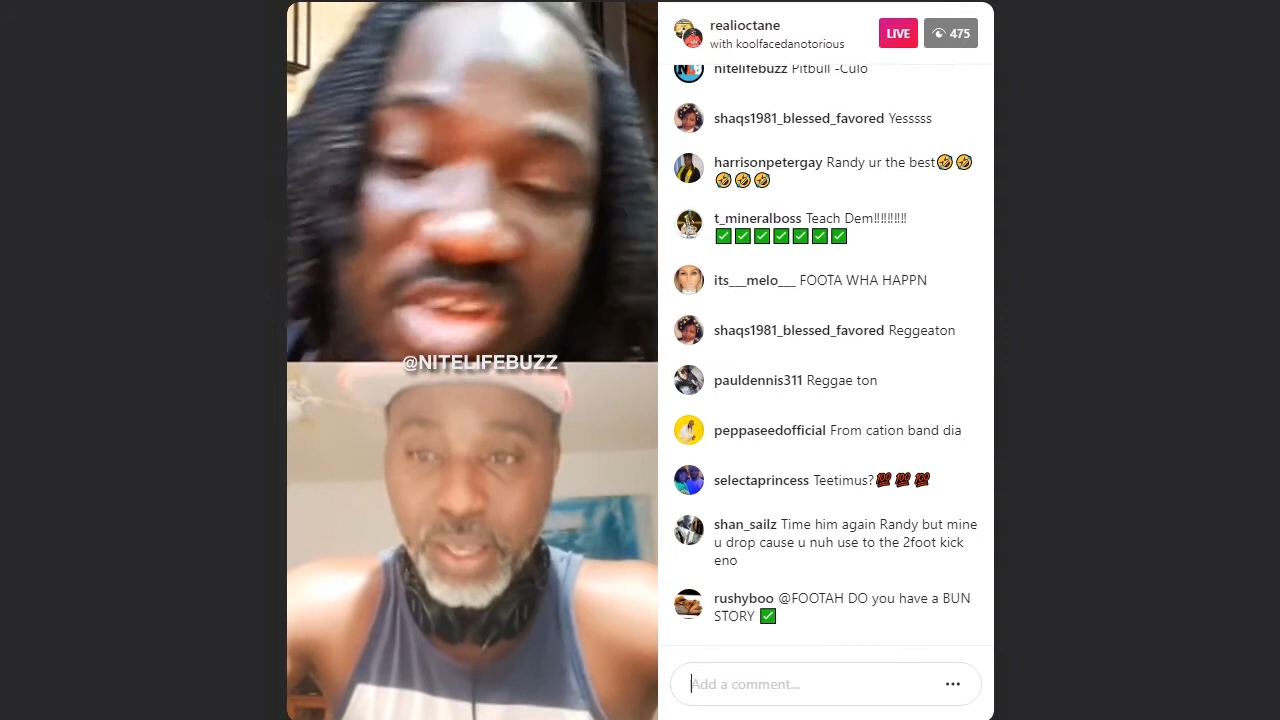 realioctane
with koolfacedanotorious
LIVE
475
nitelifebuzz Pitbull -Culo
shaqs1981_blessed_favored Yesssss
harrisonpetergay Randy ur the best🤣🤣
🤣🤣🤣
t_mineralboss Teach Dem!!!!!!!!!!
✅✅✅✅✅✅✅
its___melo___ FOOTA WHA HAPPN
shaqs1981_blessed_favored Reggeaton
pauldennis311 Reggae ton
peppaseedofficial From cation band dia
selectaprincess Teetimus?💯💯💯
shan_sailz Time him again Randy but mine
u drop cause u nuh use to the 2foot kick
eno
rushyboo @FOOTAH DO you have a BUN
STORY ✅
Add a comment...
@NITELIFEBUZZ